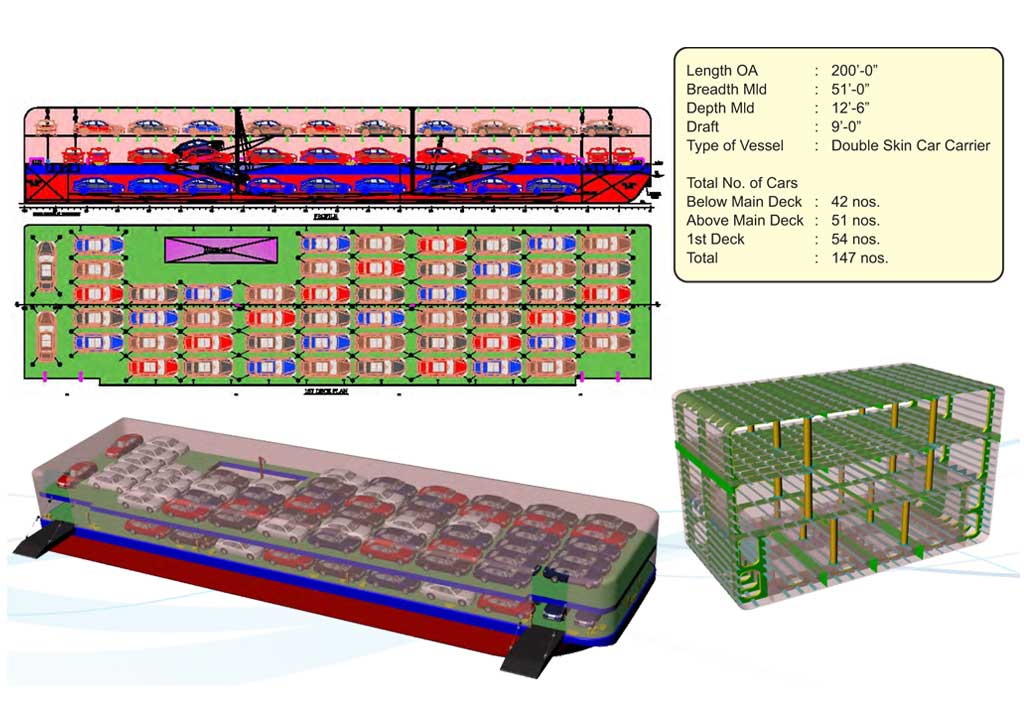 Length OA : 200’-0”
Breadth Mld : 51’-0”
Depth Mld : 12’-6”
Draft : 9’-0”
Type of Vessel : Double Skin Car Carrier
Total No. of Cars
Below Main Deck : 42 nos.
Above Main Deck : 51 nos.
1st Deck : 54 nos.
Total : 147 nos.
PROFILE
1ST DECK PLAN